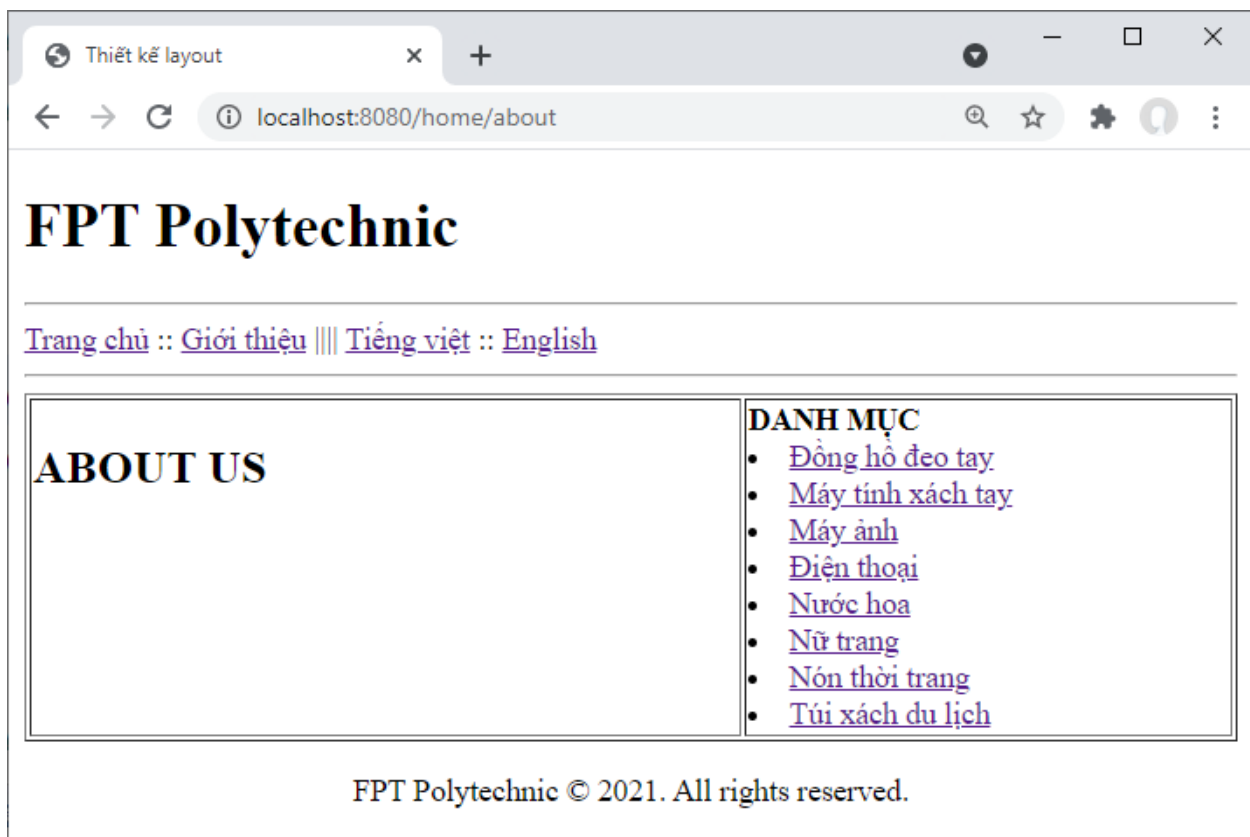 Thiết kế layout
localhost:8080/home/about
FPT Polytechnic
Trang chủ :: Giới thiệu |||| Tiếng việt :: English
ABOUT US
DANH MỤC
Đồng hồ đeo tay
Máy tính xách tay
Máy ảnh
Điện thoại
Nước hoa
Nữ trang
Nón thời trang
Túi xách du lịch
FPT Polytechnic © 2021. All rights reserved.